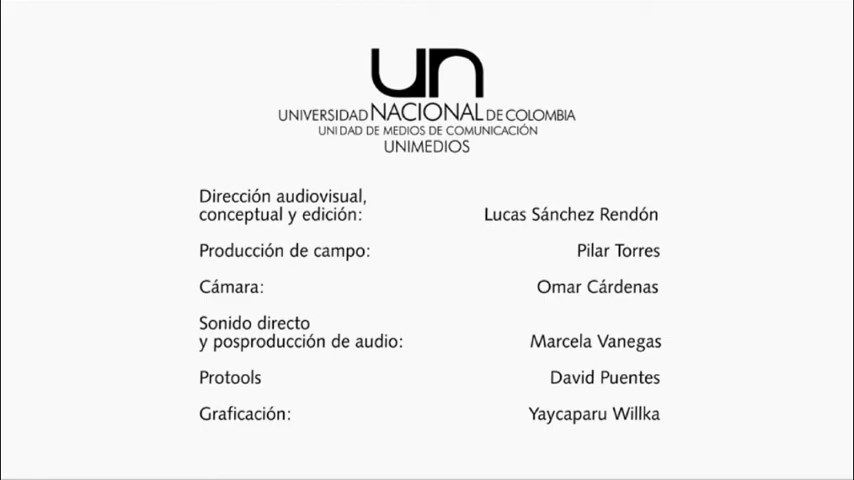 un
UNIVERSIDAD NACIONAL DE COLOMBIA
UNIDAD DE MEDIOS DE COMUNICACIÓN
UNIMEDIOS
Dirección audiovisual,
conceptual y edición: Lucas Sánchez Rendón
Producción de campo: Pilar Torres
Cámara: Omar Cárdenas
Sonido directo
y posproducción de audio: Marcela Vanegas
Protools David Puentes
Graficación: Yaycaparu Willka